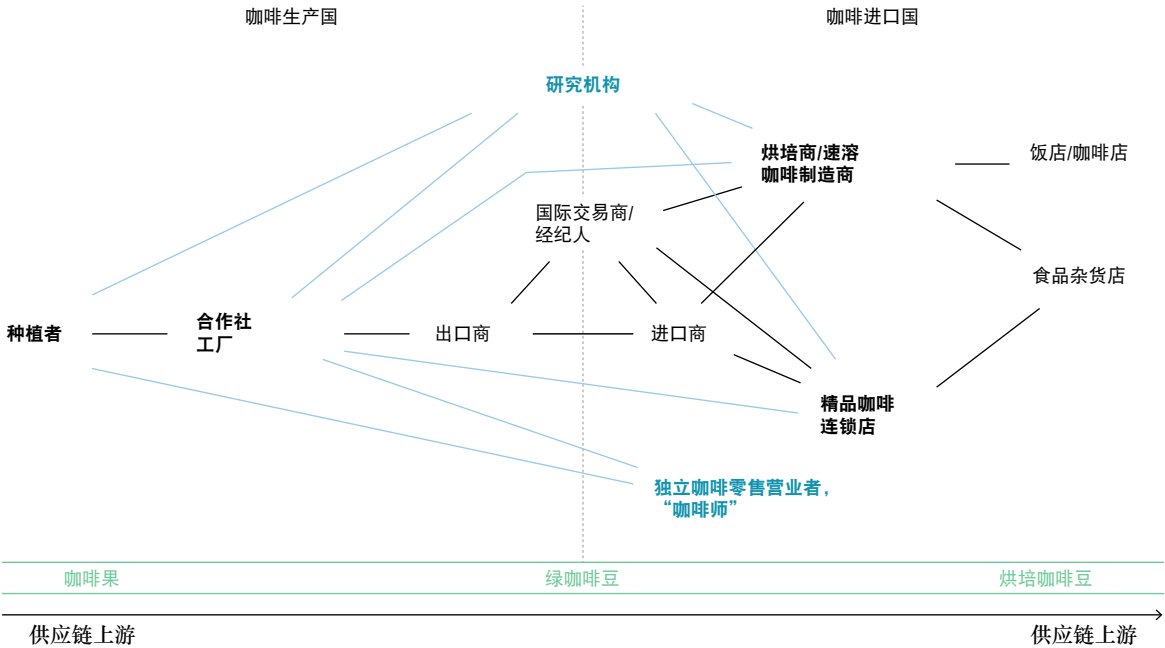 咖啡生产国
咖啡进口国
研究机构
烘培商/速溶
咖啡制造商
饭店/咖啡店
国际交易商/
经纪人
食品杂货店
种植者
合作社
工厂
出口商
进口商
精品咖啡
连锁店
独立咖啡零售营业者，
“咖啡师”
咖啡果
绿咖啡豆
烘培咖啡豆
供应链上游
供应链上游